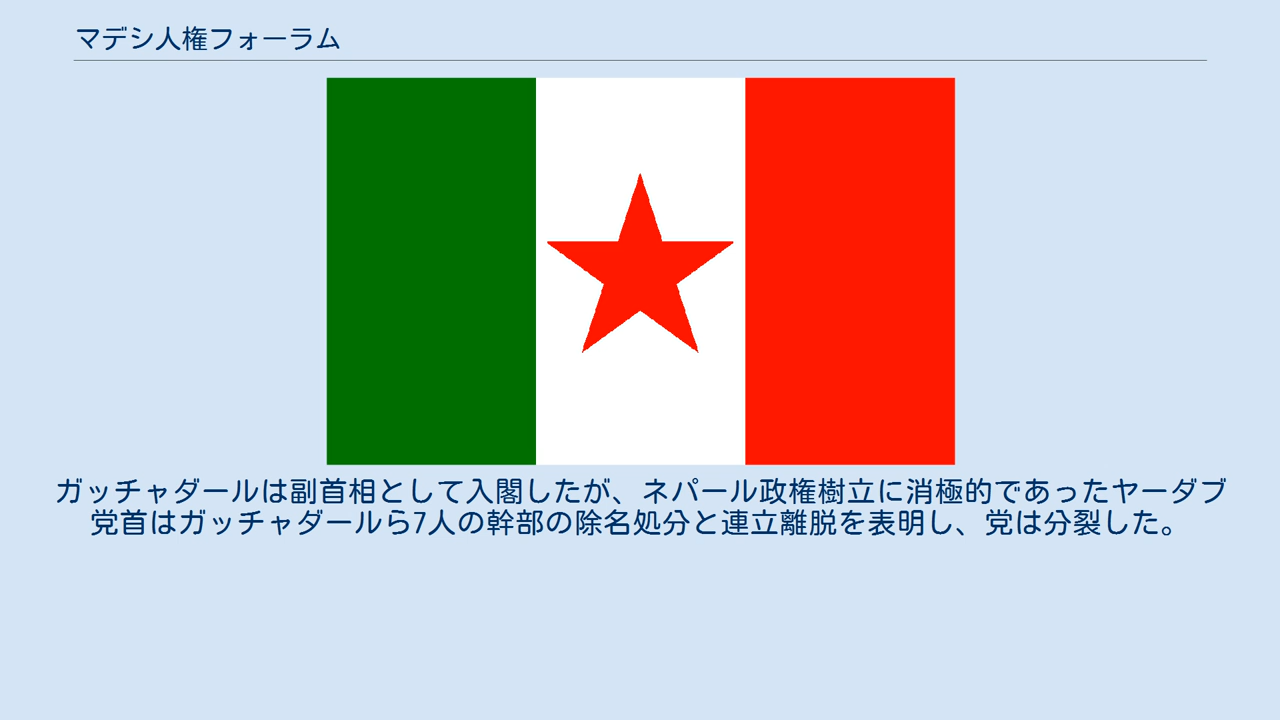 マデシ人権フォーラム
ガッチャダールは副首相として入閣したが、ネパール政権樹立に消極的であったヤーダブ
党首はガッチャダールら7人の幹部の除名処分と連立離脱を表明し、党は分裂した。